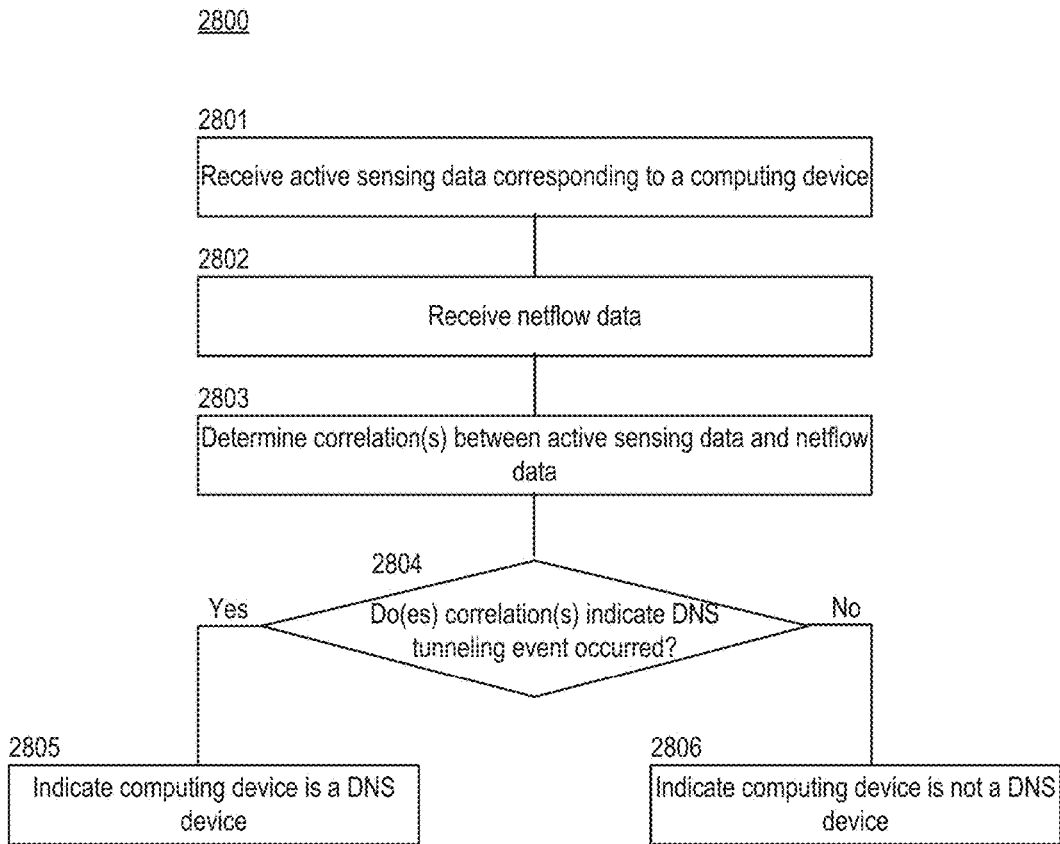 2800
2801
Receive active sensing data corresponding to a computing device
2802
Receive netflow data
2803
Determine correlation(s) between active sensing data and netflow
data
2804
Yes
Do(es) correlation(s) indicate DNS
tunneling event occurred?
No
2805
Indicate computing device is a DNS
device
2806
Indicate computing device is not a DNS
device